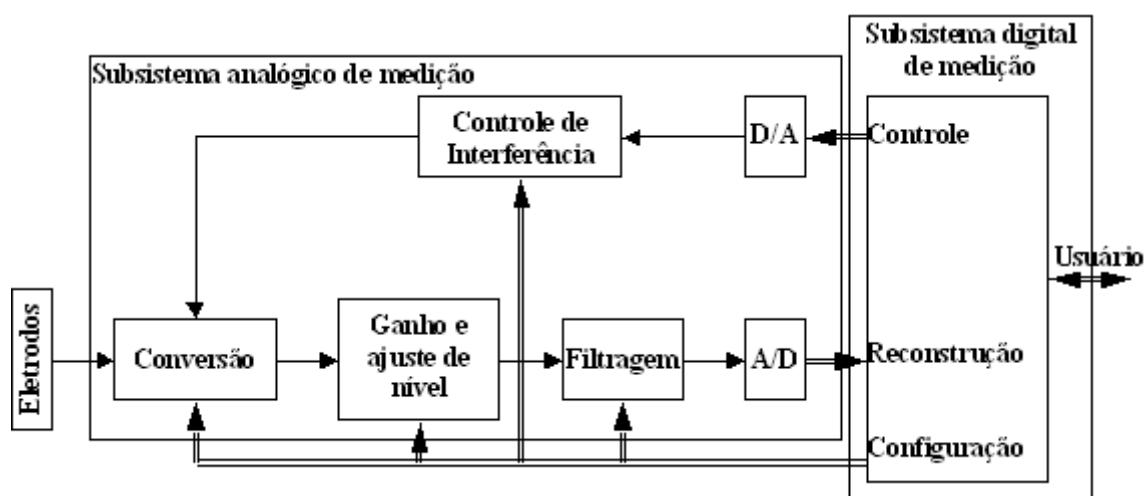 Subsistema digital
de medição
Subsistema analógico de medição
Controle de
Interferência
D/A
Controle
Usuário
Eletrodos
Conversão
Ganho e
ajuste de
nível
Filtragem
A/D
Reconstrução
Configuração